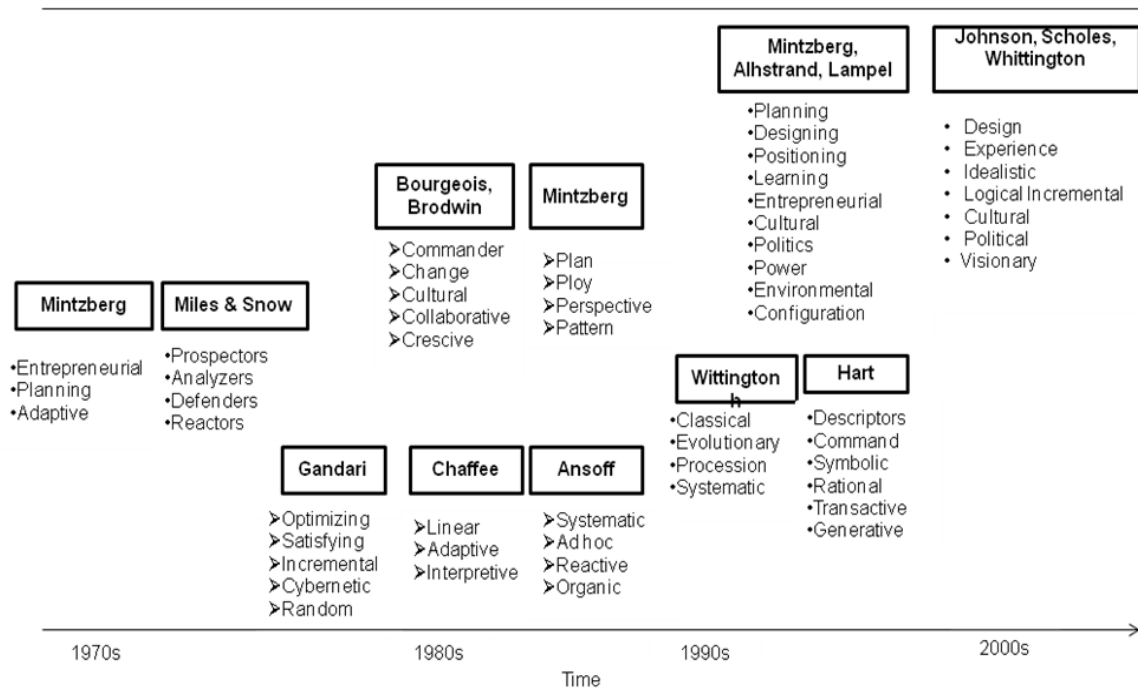 Mintzberg,
Alhstrand, Lampel
•Planning
•Designing
•Positioning
•Learning
•Entrepreneurial
•Cultural
•Politics
•Power
•Environmental
•Configuration
Johnson, Scholes,
Whittington
• Design
• Experience
• Idealistic
• Logical Incremental
• Cultural
• Political
• Visionary
Bourgeois,
Brodwin
➢Commander
➢Change
➢Cultural
➢Collaborative
➢Crescive
Mintzberg
➢Plan
➢Ploy
➢Perspective
➢Pattern
Mintzberg
•Entrepreneurial
•Planning
•Adaptive
Miles & Snow
•Prospectors
•Analyzers
•Defenders
•Reactors
Wittington
h
•Classical
•Evolutionary
•Procession
•Systematic
Hart
•Descriptors
•Command
•Symbolic
•Rational
•Transactive
•Generative
Gandari
➢Optimizing
➢Satisfying
➢Incremental
➢Cybernetic
➢Random
Chaffee
➢Linear
➢Adaptive
➢Interpretive
Ansoff
➢Systematic
➢Ad hoc
➢Reactive
➢Organic
1970s
1980s
1990s
2000s
Time